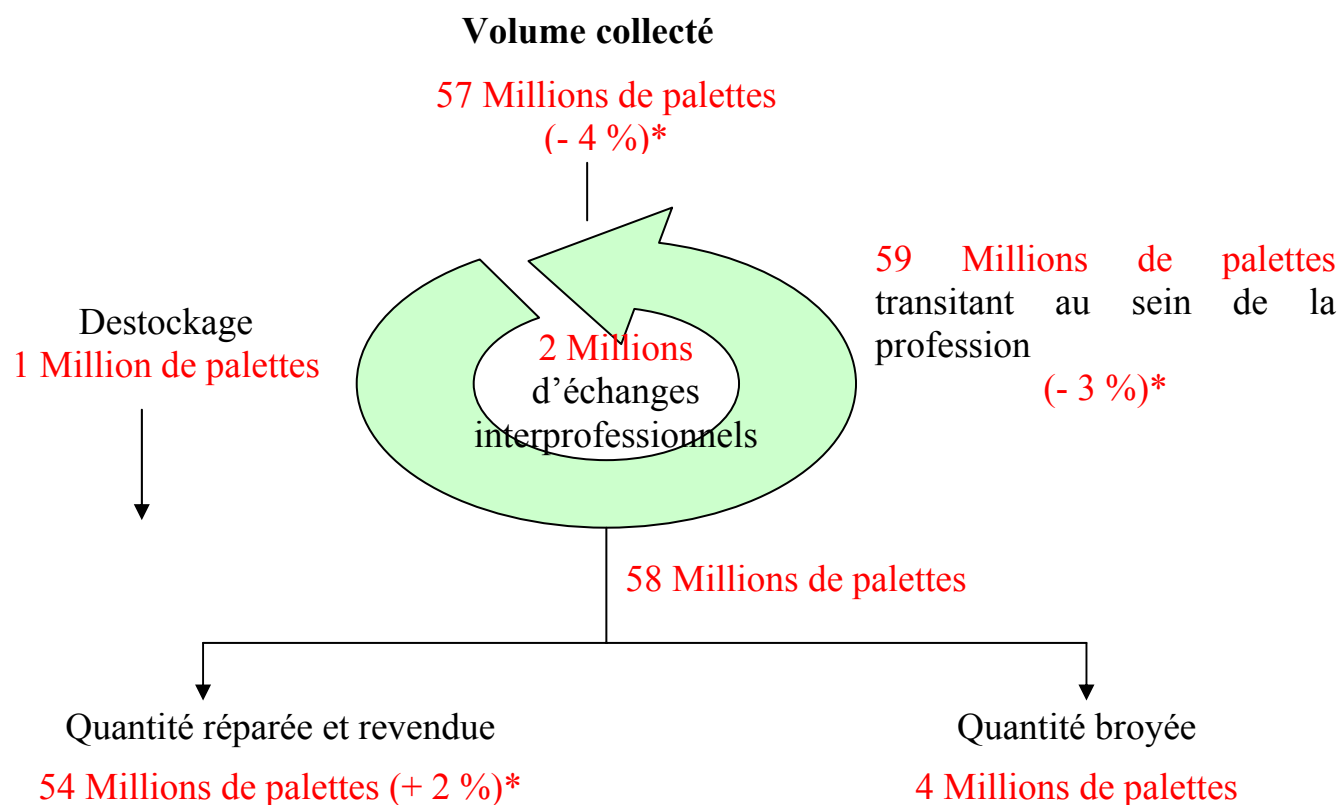 Volume collecté
57 Millions de palettes
(- 4 %)*
59 Millions de palettes
transitant au sein de la
profession
(- 3 %)*
Destockage
1 Million de palettes
2 Millions
d’échanges
interprofessionnels
58 Millions de palettes
Quantité réparée et revendue
54 Millions de palettes (+ 2 %)*
Quantité broyée
4 Millions de palettes